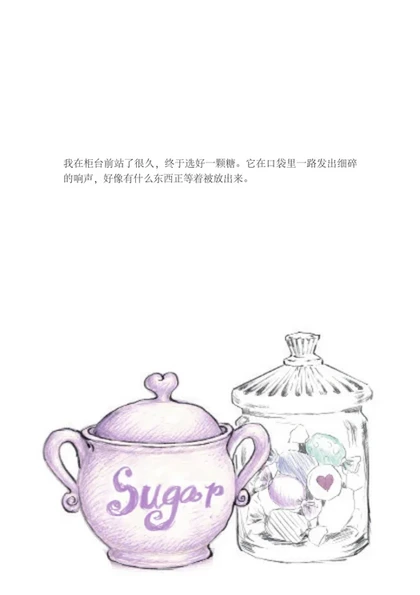 我在柜台前站了很久，终于选好一颗糖。它在口袋里一路发出细碎
的响声，好像有什么东西正等着被放出来。
Sugar